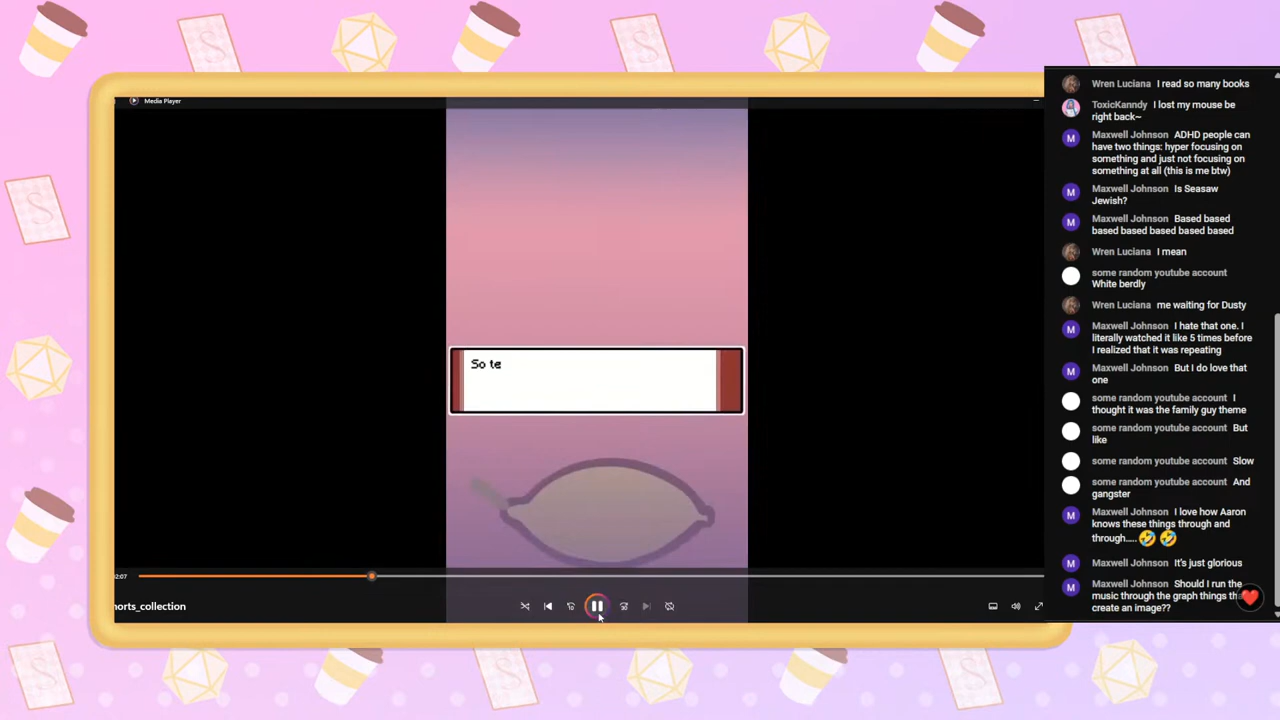 Media Player
So te
2:07
horts_collection
Wren Luciana I read so many books
ToxicKanndy I lost my mouse be
right back~
Maxwell Johnson ADHD people can
have two things: hyper focusing on
something and just not focusing on
something at all (this is me btw)
Maxwell Johnson Is Seasaw
Jewish?
Maxwell Johnson Based based
based based based based based
Wren Luciana I mean
some random youtube account
White berdly
Wren Luciana me waiting for Dusty
Maxwell Johnson I hate that one. I
literally watched it like 5 times before
I realized that it was repeating
Maxwell Johnson But I do love that
one
some random youtube account I
thought it was the family guy theme
some random youtube account But
like
some random youtube account Slow
some random youtube account And
gangster
Maxwell Johnson I love how Aaron
knows these things through and
through..... 🤣 🤣
Maxwell Johnson It's just glorious
Maxwell Johnson Should I run the
music through the graph things
create an image??